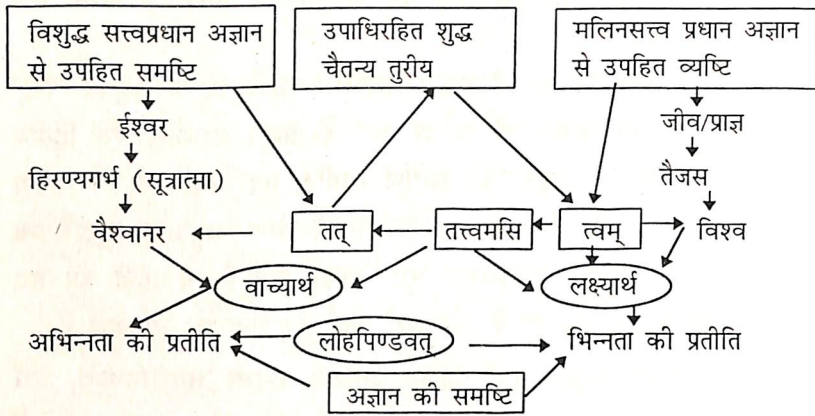 विशुद्ध सत्त्वप्रधान अज्ञान
से उपहित समष्टि
उपाधिरहित शुद्ध
चैतन्य तुरीय
मलिनसत्त्व प्रधान अज्ञान
से उपहित व्यष्टि
ईश्वर
जीव/प्राज्ञ
हिरण्यगर्भ (सूत्रात्मा)
तैजस
वैश्वानर
तत्
तत्त्वमसि
त्वम्
विश्व
वाच्यार्थ
लक्ष्यार्थ
अभिन्नता की प्रतीति
लोहपिण्डवत्
भिन्नता की प्रतीति
अज्ञान की समष्टि